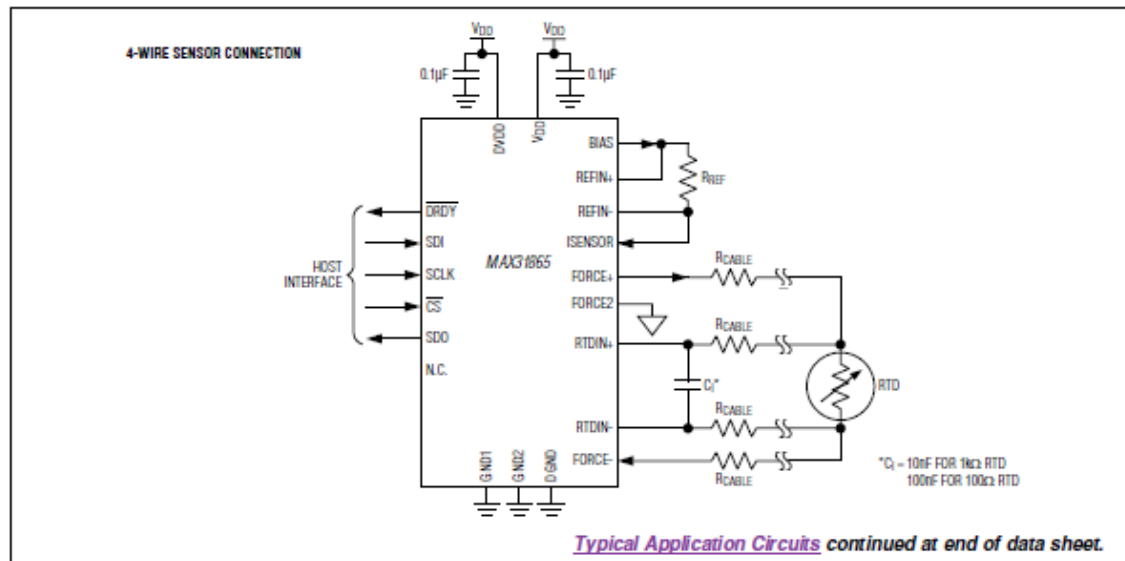 4-WIRE SENSOR CONNECTION
VDD
VDD
0.1µF
0.1µF
DVDD
VDD
BIAS
REFIN+
RREF
REFIN-
ISENSOR
DRDY
SDI
SCLK
CS
SDO
N.C.
HOST
INTERFACE
MAX31865
FORCE+
RCABLE
FORCE2
RTDIN+
RCABLE
CI*
RTD
RTDIN-
RCABLE
FORCE-
RCABLE
GND1
GND2
DGND
*CI = 10nF FOR 1kΩ RTD
100nF FOR 100Ω RTD
Typical Application Circuits continued at end of data sheet.